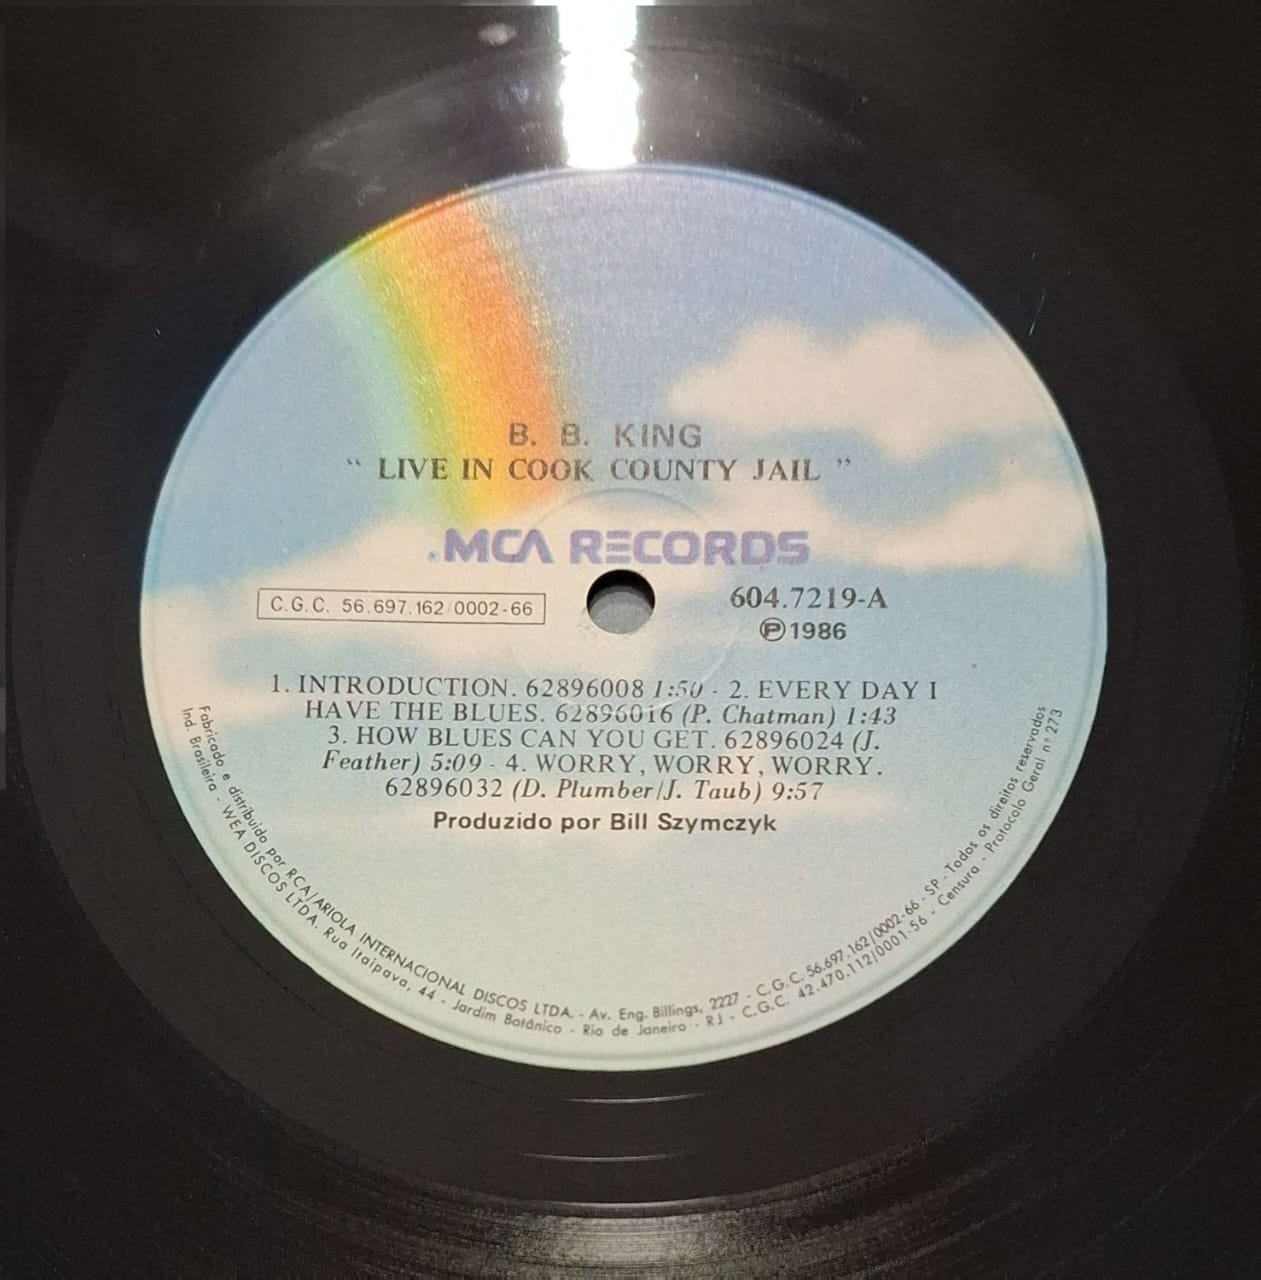 B. B. KING
“ LIVE IN COOK COUNTY JAIL ”
MCA RECORDS
C.G.C. 56.697.162/0002-66
604.7219-A
℗1986
1. INTRODUCTION. 62896008 1:50 - 2. EVERY DAY I
HAVE THE BLUES. 62896016 (P. Chatman) 1:43
3. HOW BLUES CAN YOU GET. 62896024 (J.
Feather) 5:09 - 4. WORRY, WORRY, WORRY.
62896032 (D. Plumber/J. Taub) 9:57
Produzido por Bill Szymczyk
Fabricado e distribuido por RCA/ARIOLA INTERNACIONAL DISCOS LTDA. - Av. Eng. Billings, 2227 - C.G.C. 56.697.162/0002-66 - SP - Todos os direitos reservados
Ind. Brasileira - WEA DISCOS LTDA. Rua Itaipava, 44 - Jardim Botânico - Rio de Janeiro - RJ - C.G.C. 42.470.112/0001-56 - Censura - Protocolo Geral nº 273